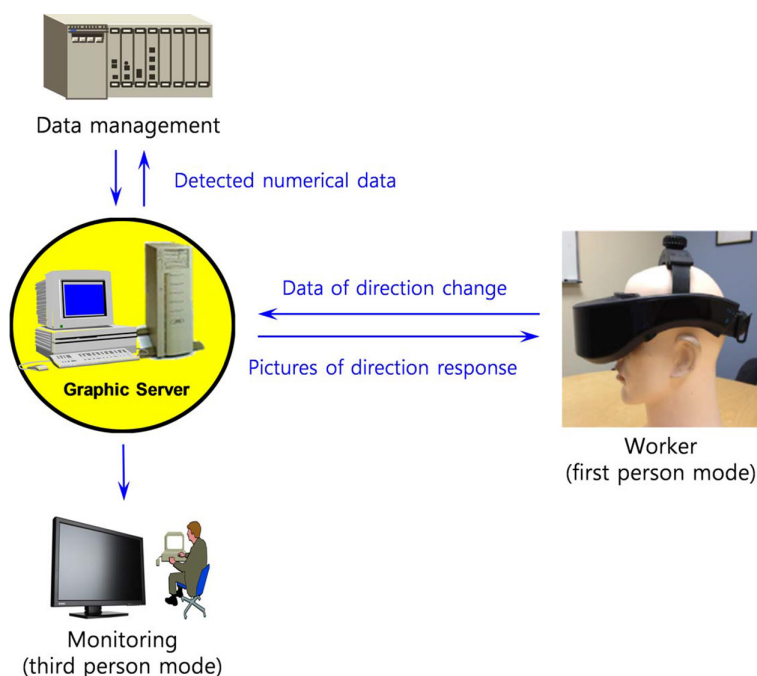 Data management
Detected numerical data
Data of direction change
Pictures of direction response
Graphic Server
Worker
(first person mode)
Monitoring
(third person mode)